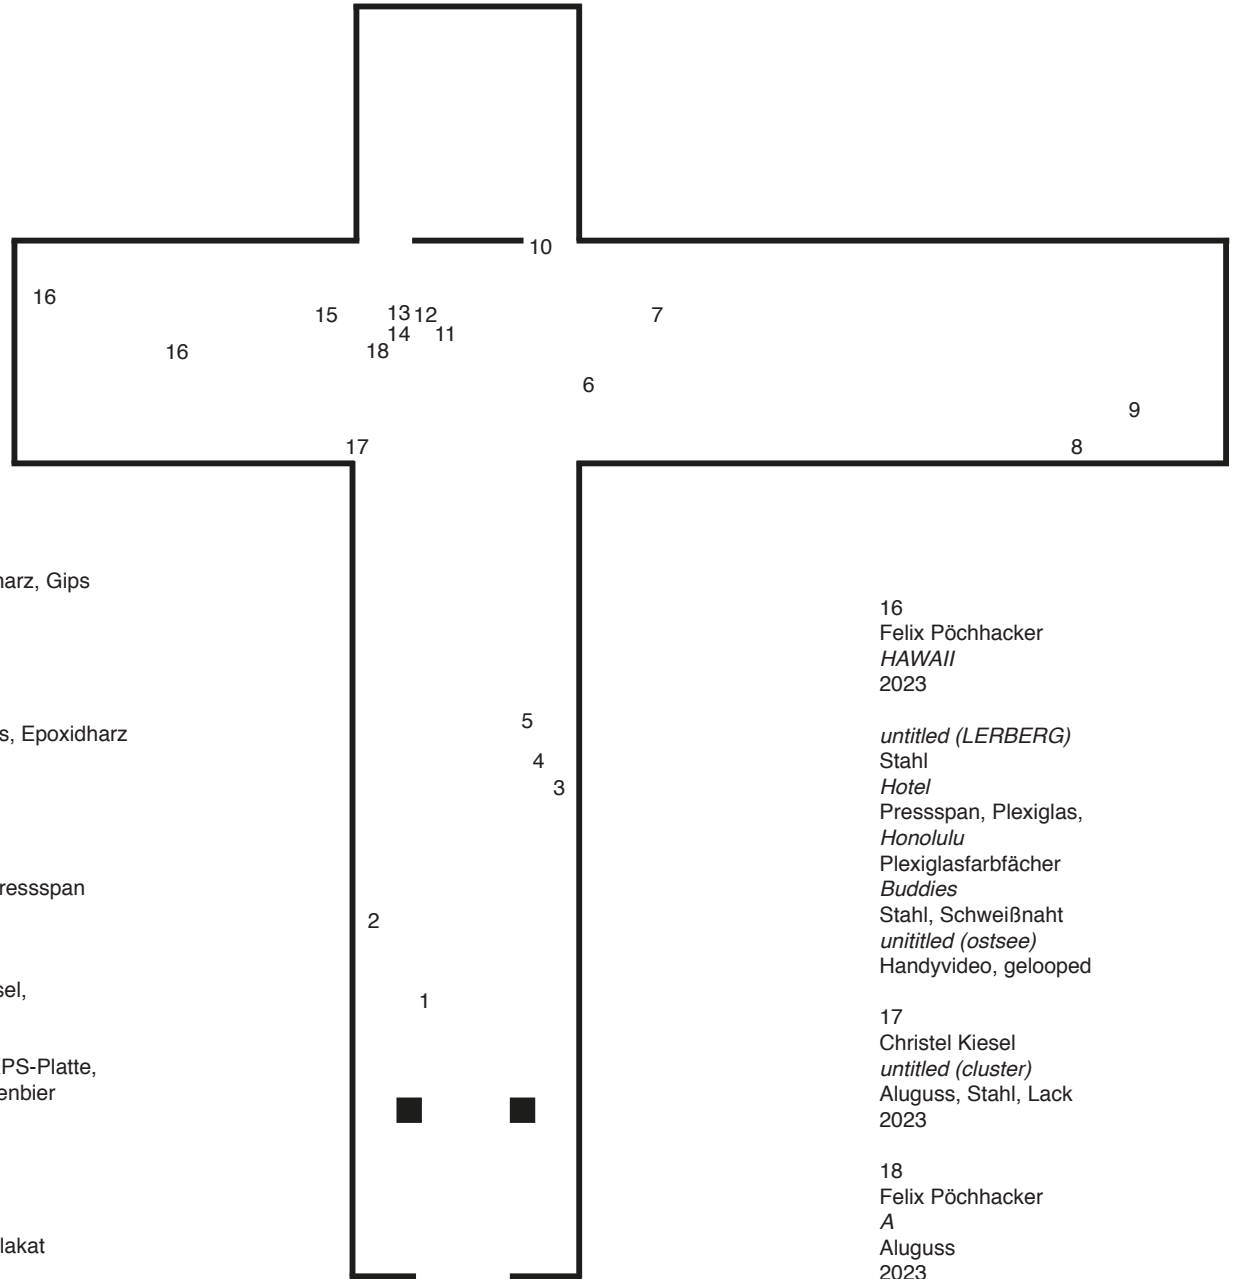 10
16
15
13
12
7
14
11
18
16
6
9
17
8
5
4
3
2
1
harz, Gips
s, Epoxidharz
ressspan
sel,
PS-Platte,
enbier
lakat
16
Felix Pöchhacker
HAWAII
2023
untitled (LERBERG)
Stahl
Hotel
Pressspan, Plexiglas,
Honolulu
Plexiglasfarbfächer
Buddies
Stahl, Schweißnaht
unititled (ostsee)
Handyvideo, gelooped
17
Christel Kiesel
untitled (cluster)
Aluguss, Stahl, Lack
2023
18
Felix Pöchhacker
A
Aluguss
2023